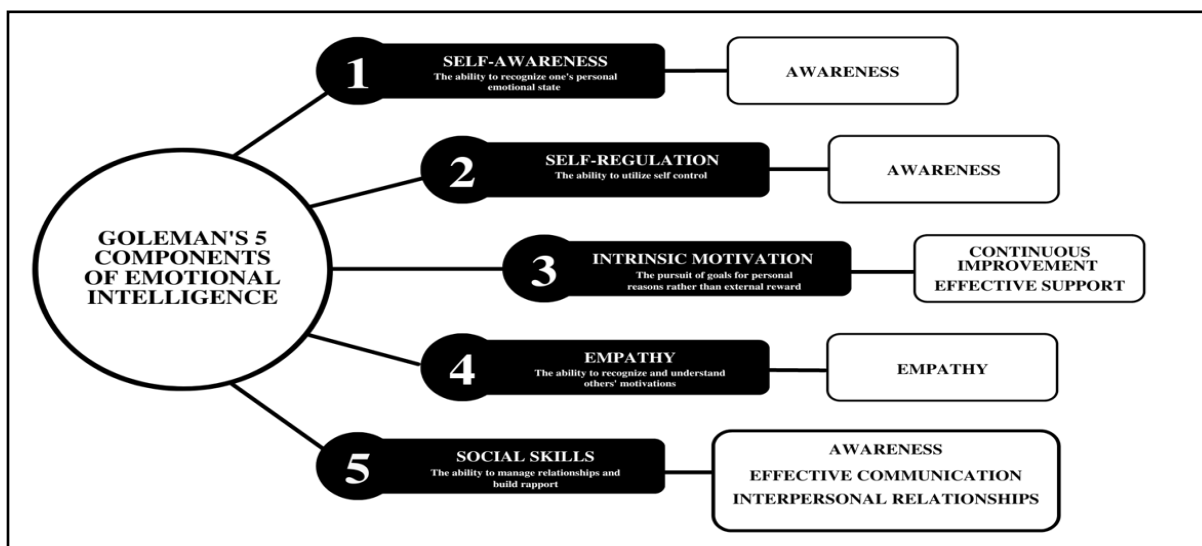 GOLEMAN'S 5
COMPONENTS
OF EMOTIONAL
INTELLIGENCE
1
SELF-AWARENESS
The ability to recognize one's personal
emotional state
AWARENESS
2
SELF-REGULATION
The ability to utilize self control
AWARENESS
3
INTRINSIC MOTIVATION
The pursuit of goals for personal
reasons rather than external reward
CONTINUOUS
IMPROVEMENT
EFFECTIVE SUPPORT
4
EMPATHY
The ability to recognize and understand
others' motivations
EMPATHY
5
SOCIAL SKILLS
The ability to manage relationships and
build rapport
AWARENESS
EFFECTIVE COMMUNICATION
INTERPERSONAL RELATIONSHIPS